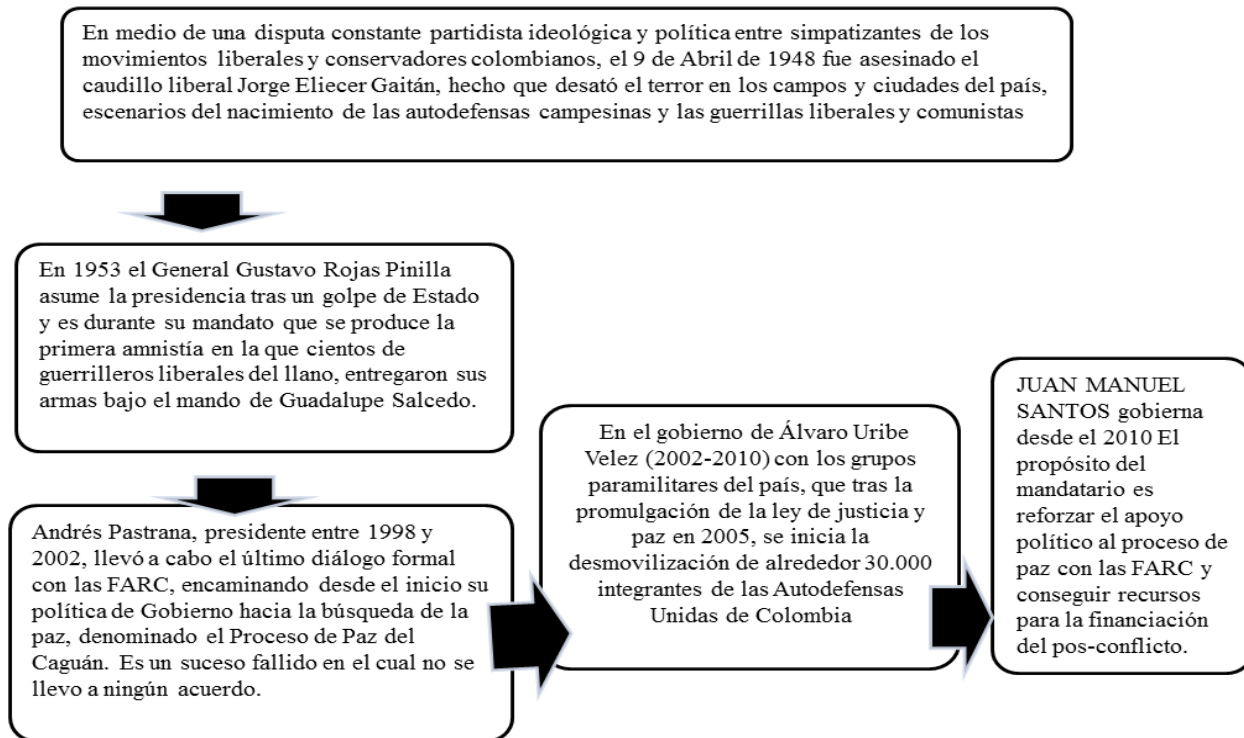 En medio de una disputa constante partidista ideológica y política entre simpatizantes de los
movimientos liberales y conservadores colombianos, el 9 de Abril de 1948 fue asesinado el
caudillo liberal Jorge Eliecer Gaitán, hecho que desató el terror en los campos y ciudades del país,
escenarios del nacimiento de las autodefensas campesinas y las guerrillas liberales y comunistas
En 1953 el General Gustavo Rojas Pinilla
asume la presidencia tras un golpe de Estado
y es durante su mandato que se produce la
primera amnistía en la que cientos de
guerrilleros liberales del llano, entregaron sus
armas bajo el mando de Guadalupe Salcedo.
Andrés Pastrana, presidente entre 1998 y
2002, llevó a cabo el último diálogo formal
con las FARC, encaminando desde el inicio su
política de Gobierno hacia la búsqueda de la
paz, denominado el Proceso de Paz del
Caguán. Es un suceso fallido en el cual no se
llevo a ningún acuerdo.
En el gobierno de Álvaro Uribe
Velez (2002-2010) con los grupos
paramilitares del país, que tras la
promulgación de la ley de justicia y
paz en 2005, se inicia la
desmovilización de alrededor 30.000
integrantes de las Autodefensas
Unidas de Colombia
JUAN MANUEL
SANTOS gobierna
desde el 2010 El
propósito del
mandatario es
reforzar el apoyo
político al proceso de
paz con las FARC y
conseguir recursos
para la financiación
del pos-conflicto.